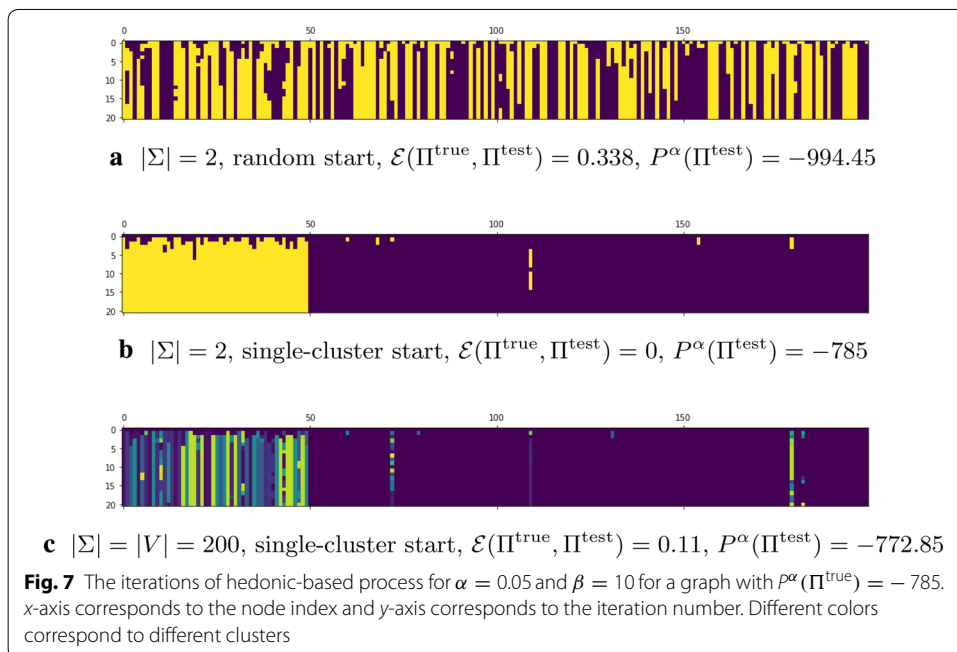 0 50 100 150
0
5
10
15
20
a |Σ| = 2, random start, ℰ(Π^true, Π^test) = 0.338, P^α(Π^test) = −994.45
0 50 100 150
0
5
10
15
20
b |Σ| = 2, single-cluster start, ℰ(Π^true, Π^test) = 0, P^α(Π^test) = −785
0 50 100 150
0
5
10
15
20
c |Σ| = |V| = 200, single-cluster start, ℰ(Π^true, Π^test) = 0.11, P^α(Π^test) = −772.85
Fig. 7 The iterations of hedonic-based process for α = 0.05 and β = 10 for a graph with P^α(Π^true) = − 785.
x-axis corresponds to the node index and y-axis corresponds to the iteration number. Different colors
correspond to different clusters